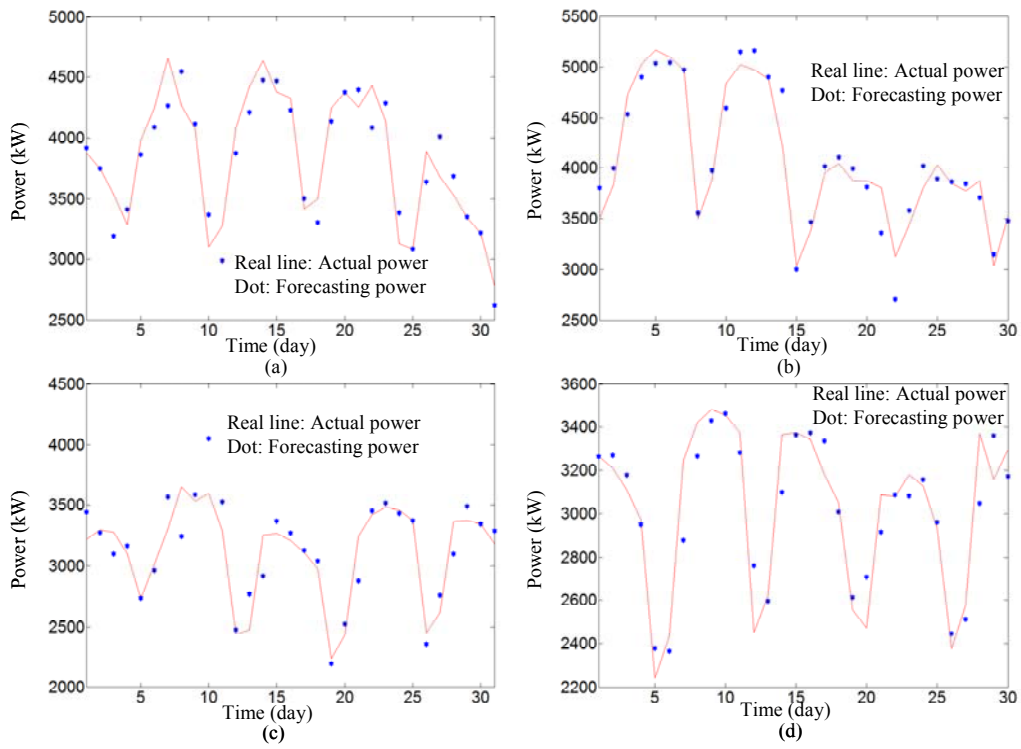 5000
4500
4000
3500
3000
2500
Power (kW)
Real line: Actual power
Dot: Forecasting power
5
10
15
20
25
30
Time (day)
(a)
5500
5000
4500
4000
3500
3000
2500
Power (kW)
Real line: Actual power
Dot: Forecasting power
5
10
15
20
25
30
Time (day)
(b)
4500
4000
3500
3000
2500
2000
Power (kW)
Real line: Actual power
Dot: Forecasting power
5
10
15
20
25
30
Time (day)
(c)
3600
3400
3200
3000
2800
2600
2400
2200
Power (kW)
Real line: Actual power
Dot: Forecasting power
5
10
15
20
25
30
Time (day)
(d)